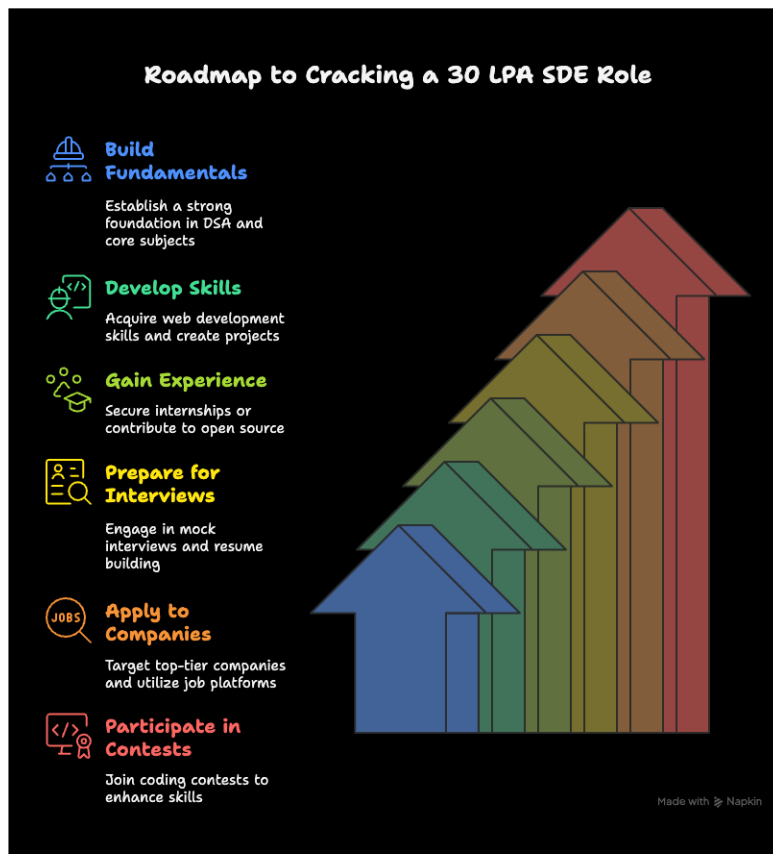 Roadmap to Cracking a 30 LPA SDE Role
Build
Fundamentals
Establish a strong
foundation in DSA and
core subjects
</>
Develop Skills
Acquire web development
skills and create projects
Gain Experience
Secure internships or
contribute to open source
Prepare for
Interviews
Engage in mock
interviews and resume
building
JOBS
Apply to
Companies
Target top-tier companies
and utilize job platforms
</>
Participate in
Contests
Join coding contests to
enhance skills
Made with Napkin